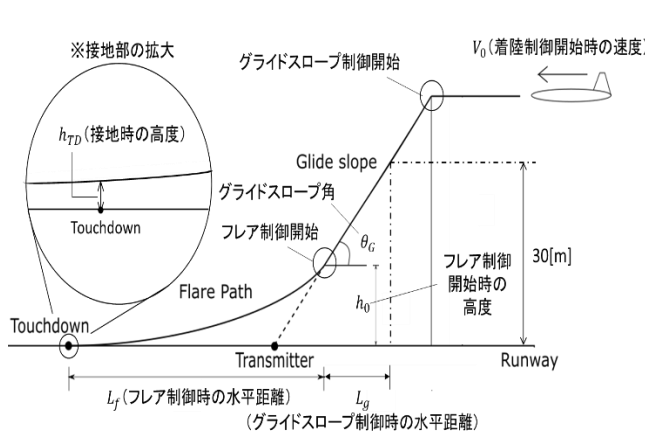 V₀(着陸制御開始時の速度)
グライドスロープ制御開始
※接地部の拡大
h_TD(接地時の高度)
Touchdown
Glide slope
グライドスロープ角
θ_G
フレア制御開始
フレア制御
開始時の
高度
30[m]
h₀
Flare Path
Touchdown
Transmitter
Runway
L_f(フレア制御時の水平距離)
L_g
(グライドスロープ制御時の水平距離)